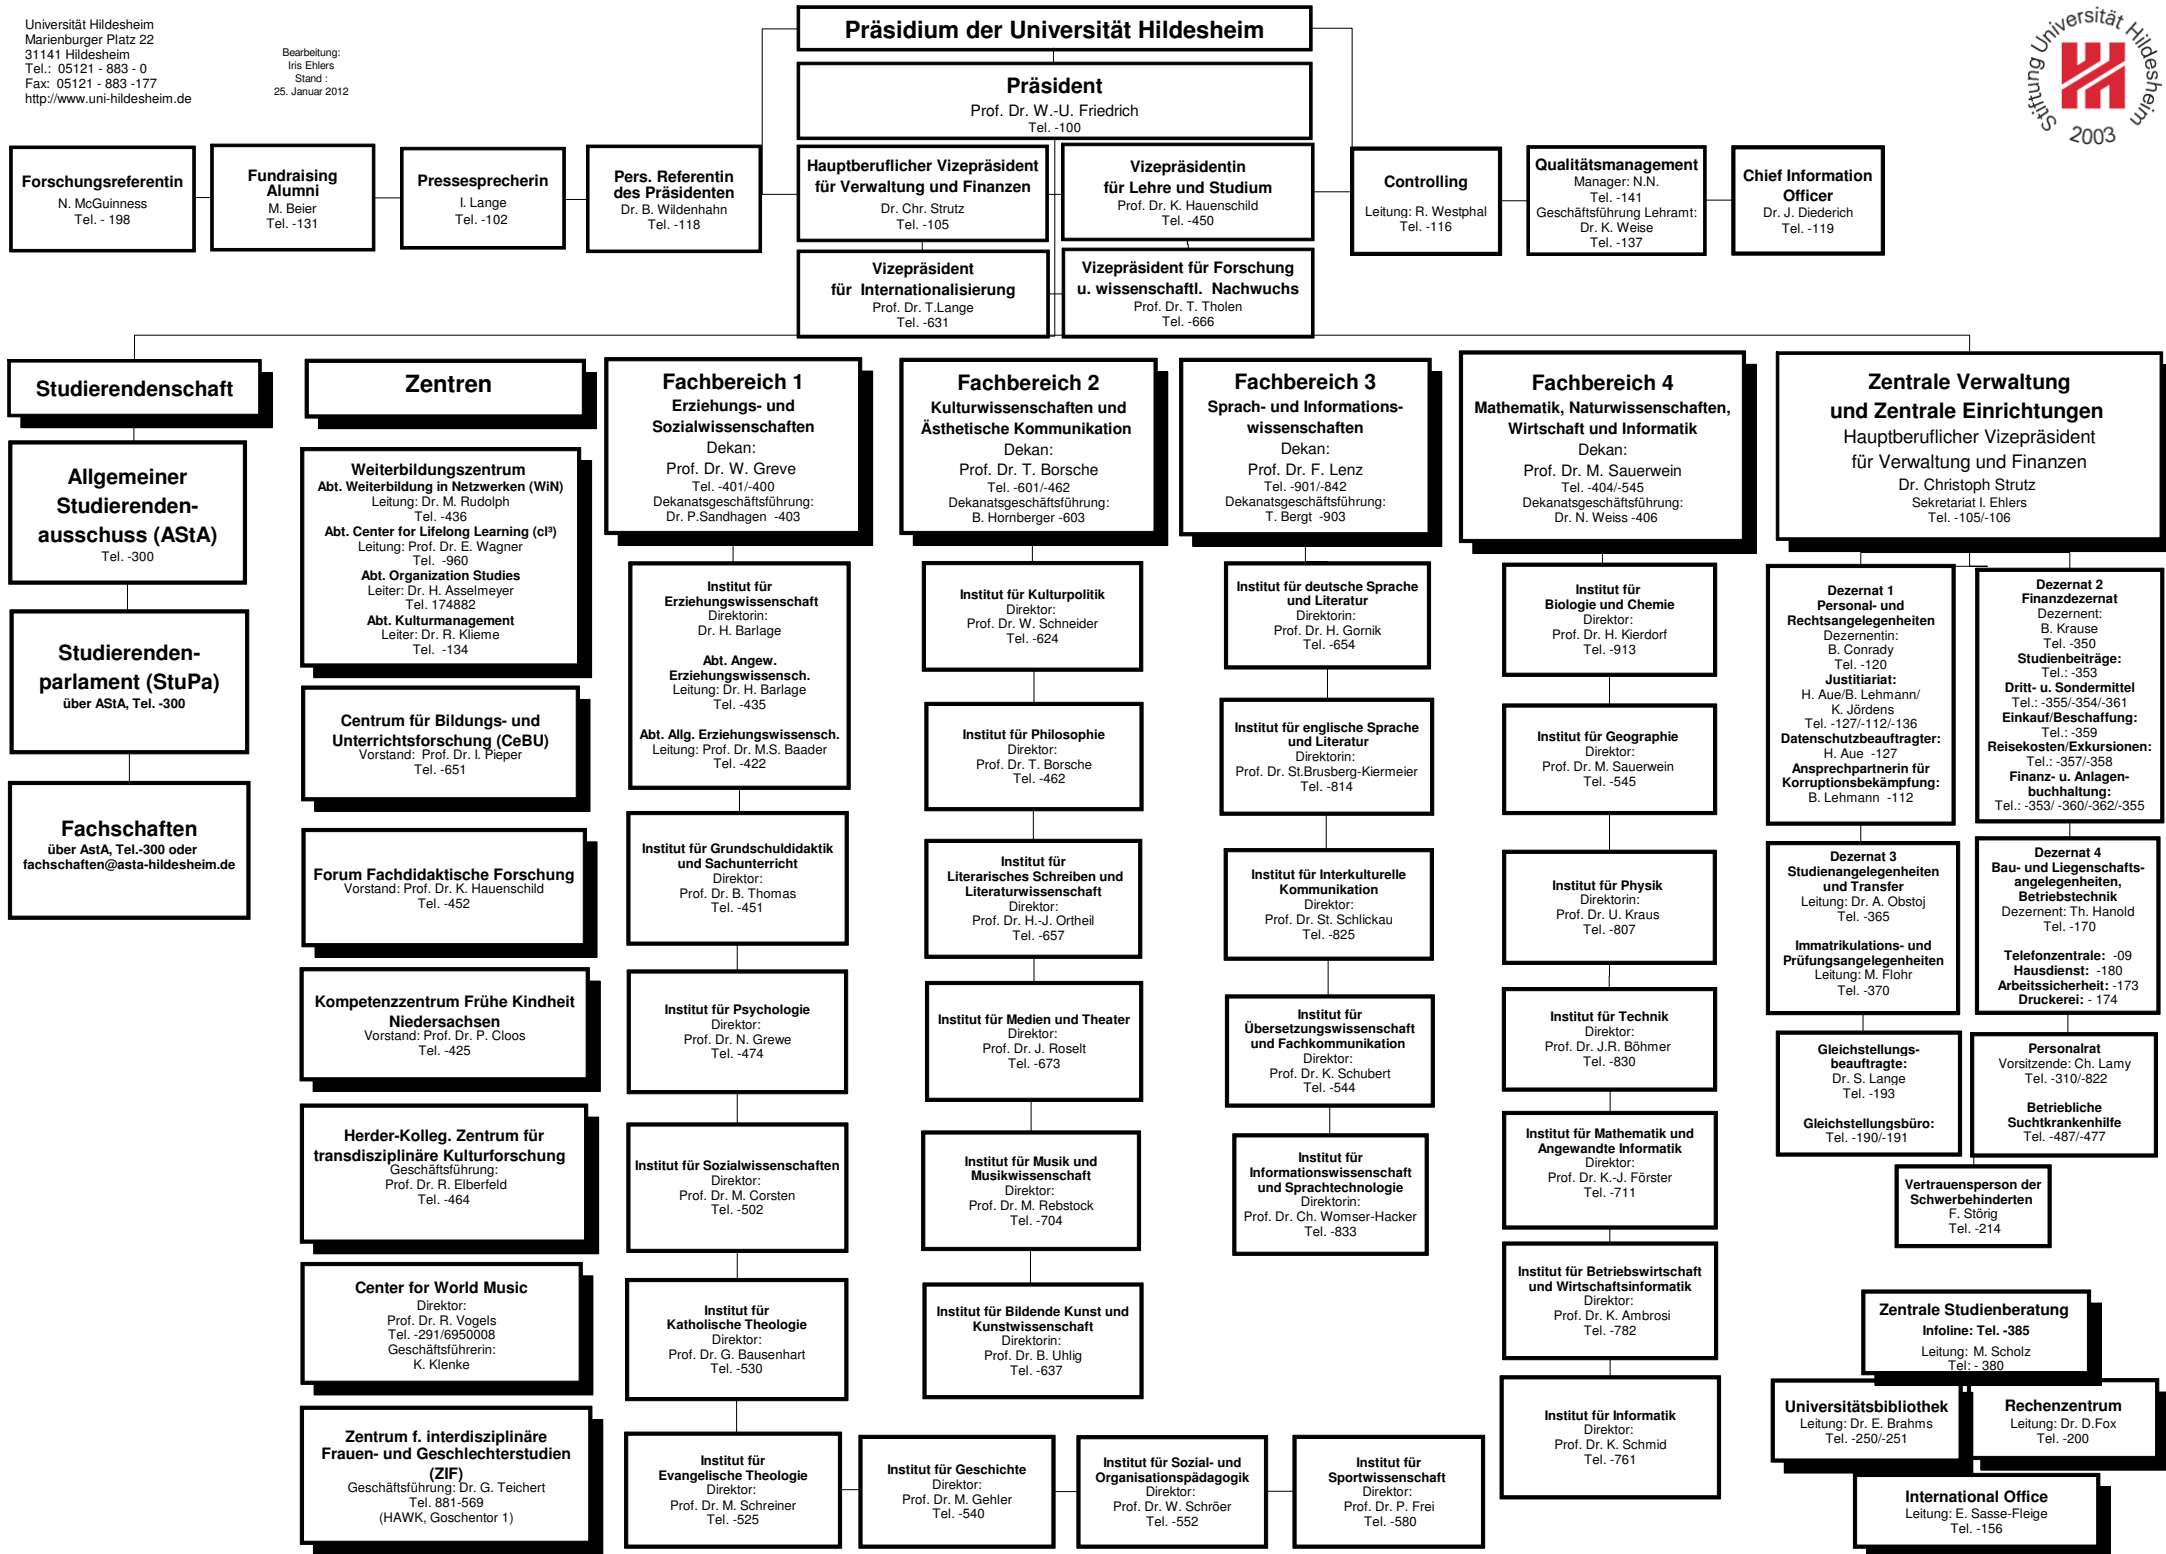 Universität Hildesheim
Marienburger Platz 22
31141 Hildesheim
Tel.: 05121 - 883 - 0
Fax: 05121 - 883 -177
http://www.uni-hildesheim.de
Bearbeitung:
Iris Ehlers
Stand :
25. Januar 2012
Präsidium der Universität Hildesheim
Präsident
Prof. Dr. W.-U. Friedrich
Tel. -100
Stiftung Universität Hildesheim
2003
Forschungsreferentin
N. McGuinness
Tel. - 198
Fundraising
Alumni
M. Beier
Tel. -131
Pressesprecherin
I. Lange
Tel. -102
Pers. Referentin
des Präsidenten
Dr. B. Wildenhahn
Tel. -118
Hauptberuflicher Vizepräsident
für Verwaltung und Finanzen
Dr. Chr. Strutz
Tel. -105
Vizepräsidentin
für Lehre und Studium
Prof. Dr. K. Hauenschild
Tel. -450
Controlling
Leitung: R. Westphal
Tel. -116
Qualitätsmanagement
Manager: N.N.
Tel. -141
Geschäftsführung Lehramt:
Dr. K. Weise
Tel. -137
Chief Information
Officer
Dr. J. Diederich
Tel. -119
Vizepräsident
für Internationalisierung
Prof. Dr. T.Lange
Tel. -631
Vizepräsident für Forschung
u. wissenschaftl. Nachwuchs
Prof. Dr. T. Tholen
Tel. -666
Studierendenschaft
Allgemeiner
Studierenden-
ausschuss (AStA)
Tel. -300
Studierenden-
parlament (StuPa)
über AStA, Tel. -300
Fachschaften
über AstA, Tel.-300 oder
fachschaften@asta-hildesheim.de
Zentren
Weiterbildungszentrum
Abt. Weiterbildung in Netzwerken (WiN)
Leitung: Dr. M. Rudolph
Tel. -436
Abt. Center for Lifelong Learning (cl³)
Leitung: Prof. Dr. E. Wagner
Tel. -960
Abt. Organization Studies
Leiter: Dr. H. Asselmeyer
Tel. 174882
Abt. Kulturmanagement
Leiter: Dr. R. Klieme
Tel. -134
Centrum für Bildungs- und
Unterrichtsforschung (CeBU)
Vorstand: Prof. Dr. I. Pieper
Tel. -651
Forum Fachdidaktische Forschung
Vorstand: Prof. Dr. K. Hauenschild
Tel. -452
Kompetenzzentrum Frühe Kindheit
Niedersachsen
Vorstand: Prof. Dr. P. Cloos
Tel. -425
Herder-Kolleg. Zentrum für
transdisziplinäre Kulturforschung
Geschäftsführung:
Prof. Dr. R. Elberfeld
Tel. -464
Center for World Music
Direktor:
Prof. Dr. R. Vogels
Tel. -291/6950008
Geschäftsführerin:
K. Klenke
Zentrum f. interdisziplinäre
Frauen- und Geschlechterstudien
(ZIF)
Geschäftsführung: Dr. G. Teichert
Tel. 881-569
(HAWK, Goschentor 1)
Fachbereich 1
Erziehungs- und
Sozialwissenschaften
Dekan:
Prof. Dr. W. Greve
Tel. -401/-400
Dekanatsgeschäftsführung:
Dr. P.Sandhagen -403
Institut für
Erziehungswissenschaft
Direktorin:
Dr. H. Barlage
Abt. Angew.
Erziehungswissensch.
Leitung: Dr. H. Barlage
Tel. -435
Abt. Allg. Erziehungswissensch.
Leitung: Prof. Dr. M.S. Baader
Tel. -422
Institut für Grundschuldidaktik
und Sachunterricht
Direktor:
Prof. Dr. B. Thomas
Tel. -451
Institut für Psychologie
Direktor:
Prof. Dr. N. Grewe
Tel. -474
Institut für Sozialwissenschaften
Direktor:
Prof. Dr. M. Corsten
Tel. -502
Institut für
Katholische Theologie
Direktor:
Prof. Dr. G. Bausenhart
Tel. -530
Institut für
Evangelische Theologie
Direktor:
Prof. Dr. M. Schreiner
Tel. -525
Institut für Geschichte
Direktor:
Prof. Dr. M. Gehler
Tel. -540
Institut für Sozial- und
Organisationspädagogik
Direktor:
Prof. Dr. W. Schröer
Tel. -552
Institut für
Sportwissenschaft
Direktor:
Prof. Dr. P. Frei
Tel. -580
Fachbereich 2
Kulturwissenschaften und
Ästhetische Kommunikation
Dekan:
Prof. Dr. T. Borsche
Tel. -601/-462
Dekanatsgeschäftsführung:
B. Hornberger -603
Institut für Kulturpolitik
Direktor:
Prof. Dr. W. Schneider
Tel. -624
Institut für Philosophie
Direktor:
Prof. Dr. T. Borsche
Tel. -462
Institut für
Literarisches Schreiben und
Literaturwissenschaft
Direktor:
Prof. Dr. H.-J. Ortheil
Tel. -657
Institut für Medien und Theater
Direktor:
Prof. Dr. J. Roselt
Tel. -673
Institut für Musik und
Musikwissenschaft
Direktor:
Prof. Dr. M. Rebstock
Tel. -704
Institut für Bildende Kunst und
Kunstwissenschaft
Direktorin:
Prof. Dr. B. Uhlig
Tel. -637
Fachbereich 3
Sprach- und Informations-
wissenschaften
Dekan:
Prof. Dr. F. Lenz
Tel. -901/-842
Dekanatsgeschäftsführung:
T. Bergt -903
Institut für deutsche Sprache
und Literatur
Direktorin:
Prof. Dr. H. Gornik
Tel. -654
Institut für englische Sprache
und Literatur
Direktorin:
Prof. Dr. St.Brusberg-Kiermeier
Tel. -814
Institut für Interkulturelle
Kommunikation
Direktor:
Prof. Dr. St. Schlickau
Tel. -825
Institut für
Übersetzungswissenschaft
und Fachkommunikation
Direktor:
Prof. Dr. K. Schubert
Tel. -544
Institut für
Informationswissenschaft
und Sprachtechnologie
Direktorin:
Prof. Dr. Ch. Womser-Hacker
Tel. -833
Fachbereich 4
Mathematik, Naturwissenschaften,
Wirtschaft und Informatik
Dekan:
Prof. Dr. M. Sauerwein
Tel. -404/-545
Dekanatsgeschäftsführung:
Dr. N. Weiss -406
Institut für
Biologie und Chemie
Direktor:
Prof. Dr. H. Kierdorf
Tel. -913
Institut für Geographie
Direktor:
Prof. Dr. M. Sauerwein
Tel. -545
Institut für Physik
Direktorin:
Prof. Dr. U. Kraus
Tel. -807
Institut für Technik
Direktor:
Prof. Dr. J.R. Böhmer
Tel. -830
Institut für Mathematik und
Angewandte Informatik
Direktor:
Prof. Dr. K.-J. Förster
Tel. -711
Institut für Betriebswirtschaft
und Wirtschaftsinformatik
Direktor:
Prof. Dr. K. Ambrosi
Tel. -782
Institut für Informatik
Direktor:
Prof. Dr. K. Schmid
Tel. -761
Zentrale Verwaltung
und Zentrale Einrichtungen
Hauptberuflicher Vizepräsident
für Verwaltung und Finanzen
Dr. Christoph Strutz
Sekretariat I. Ehlers
Tel. -105/-106
Dezernat 1
Personal- und
Rechtsangelegenheiten
Dezernentin:
B. Conrady
Tel. -120
Justitiariat:
H. Aue/B. Lehmann/
K. Jördens
Tel. -127/-112/-136
Datenschutzbeauftragter:
H. Aue -127
Ansprechpartnerin für
Korruptionsbekämpfung:
B. Lehmann -112
Dezernat 2
Finanzdezernat
Dezernent:
B. Krause
Tel. -350
Studienbeiträge:
Tel.: -353
Dritt- u. Sondermittel
Tel.: -355/-354/-361
Einkauf/Beschaffung:
Tel.: -359
Reisekosten/Exkursionen:
Tel.: -357/-358
Finanz- u. Anlagen-
buchhaltung:
Tel.: -353/ -360/-362/-355
Dezernat 3
Studienangelegenheiten
und Transfer
Leitung: Dr. A. Obstoj
Tel. -365
Immatrikulations- und
Prüfungsangelegenheiten
Leitung: M. Flohr
Tel. -370
Dezernat 4
Bau- und Liegenschafts-
angelegenheiten,
Betriebstechnik
Dezernent: Th. Hanold
Tel. -170
Telefonzentrale: -09
Hausdienst: -180
Arbeitssicherheit: -173
Druckerei: - 174
Gleichstellungs-
beauftragte:
Dr. S. Lange
Tel. -193
Gleichstellungsbüro:
Tel. -190/-191
Personalrat
Vorsitzende: Ch. Lamy
Tel. -310/-822
Betriebliche
Suchtkrankenhilfe
Tel. -487/-477
Vertrauensperson der
Schwerbehinderten
F. Störig
Tel. -214
Zentrale Studienberatung
Infoline: Tel. -385
Leitung: M. Scholz
Tel: - 380
Universitätsbibliothek
Leitung: Dr. E. Brahms
Tel. -250/-251
Rechenzentrum
Leitung: Dr. D.Fox
Tel. -200
International Office
Leitung: E. Sasse-Fleige
Tel. -156